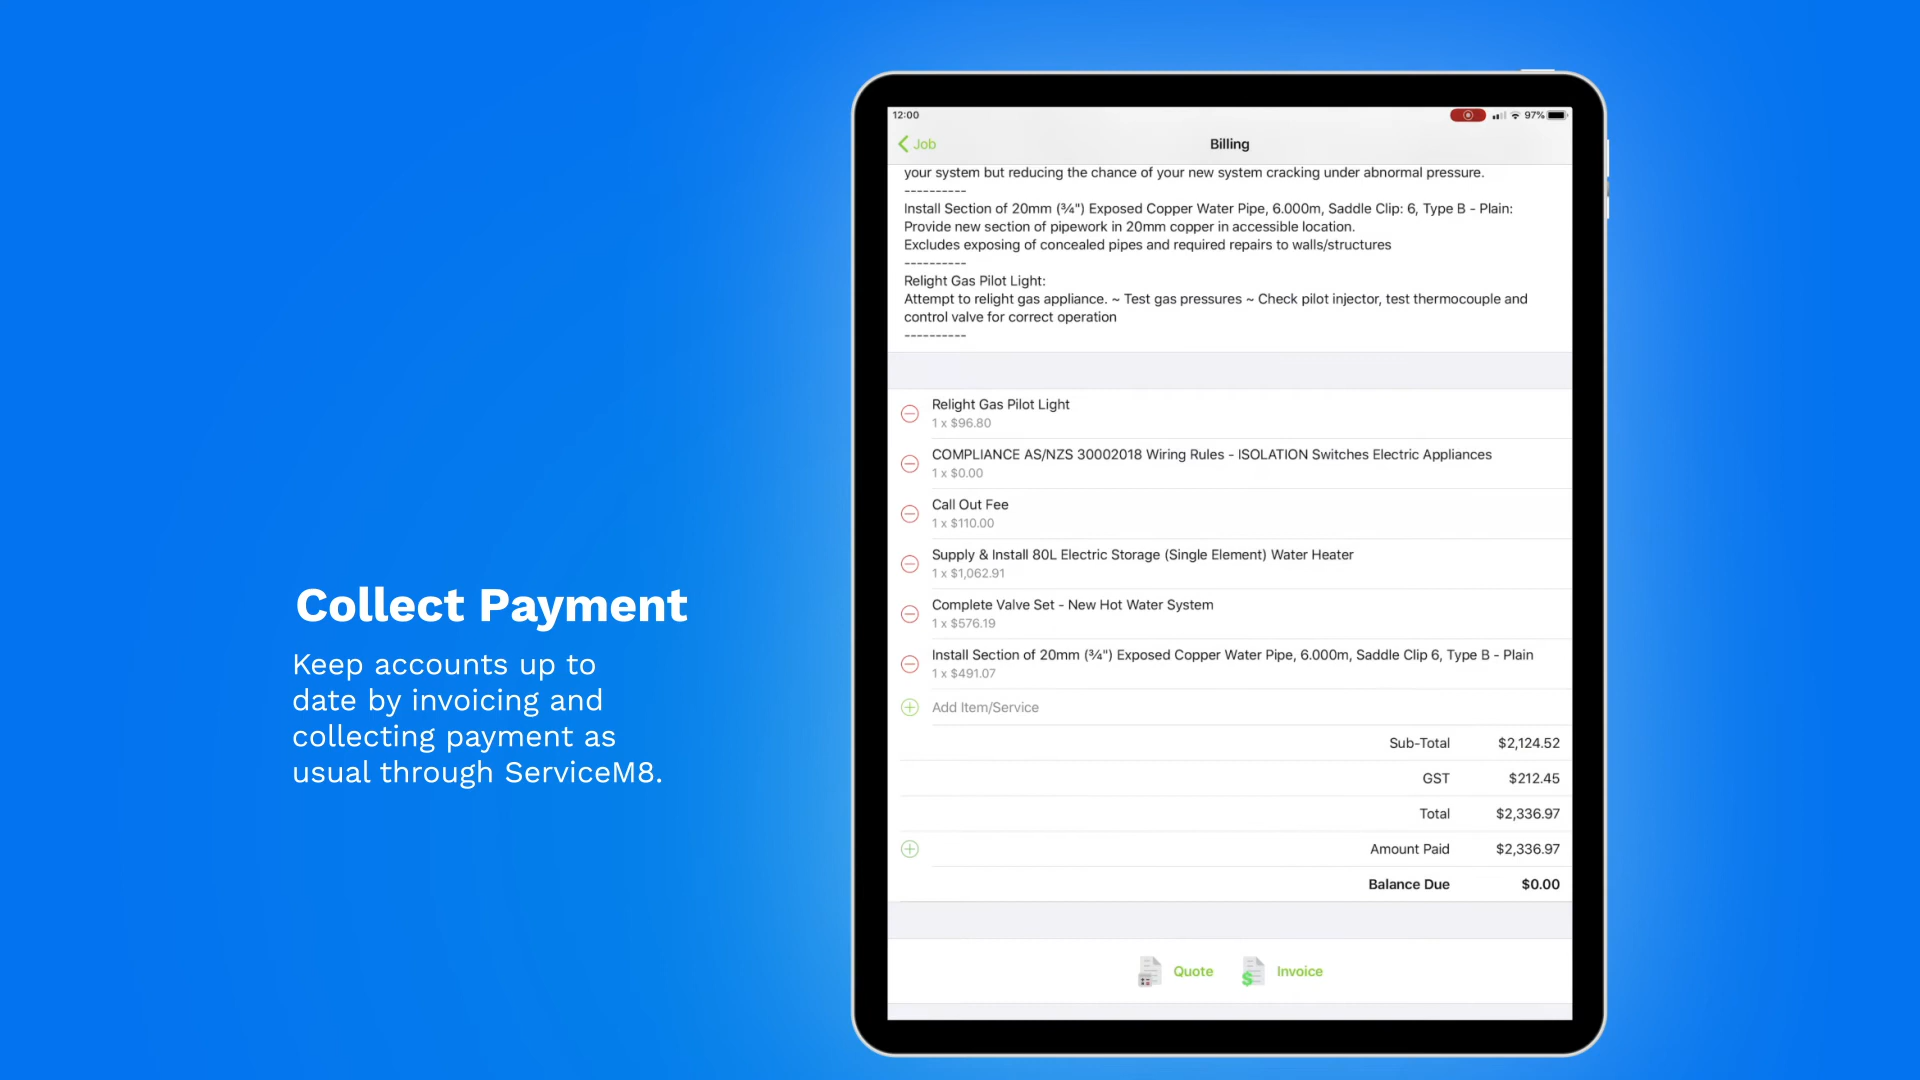 Collect Payment
Keep accounts up to
date by invoicing and
collecting payment as
usual through ServiceM8.
12:00
97%
Job
Billing
your system but reducing the chance of your new system cracking under abnormal pressure.
----------
Install Section of 20mm (¾") Exposed Copper Water Pipe, 6.000m, Saddle Clip: 6, Type B - Plain:
Provide new section of pipework in 20mm copper in accessible location.
Excludes exposing of concealed pipes and required repairs to walls/structures
----------
Relight Gas Pilot Light:
Attempt to relight gas appliance. ~ Test gas pressures ~ Check pilot injector, test thermocouple and
control valve for correct operation
----------
Relight Gas Pilot Light
1 x $96.80
COMPLIANCE AS/NZS 30002018 Wiring Rules - ISOLATION Switches Electric Appliances
1 x $0.00
Call Out Fee
1 x $110.00
Supply & Install 80L Electric Storage (Single Element) Water Heater
1 x $1,062.91
Complete Valve Set - New Hot Water System
1 x $576.19
Install Section of 20mm (¾") Exposed Copper Water Pipe, 6.000m, Saddle Clip 6, Type B - Plain
1 x $491.07
Add Item/Service
Sub-Total $2,124.52
GST $212.45
Total $2,336.97
Amount Paid $2,336.97
Balance Due $0.00
Quote Invoice